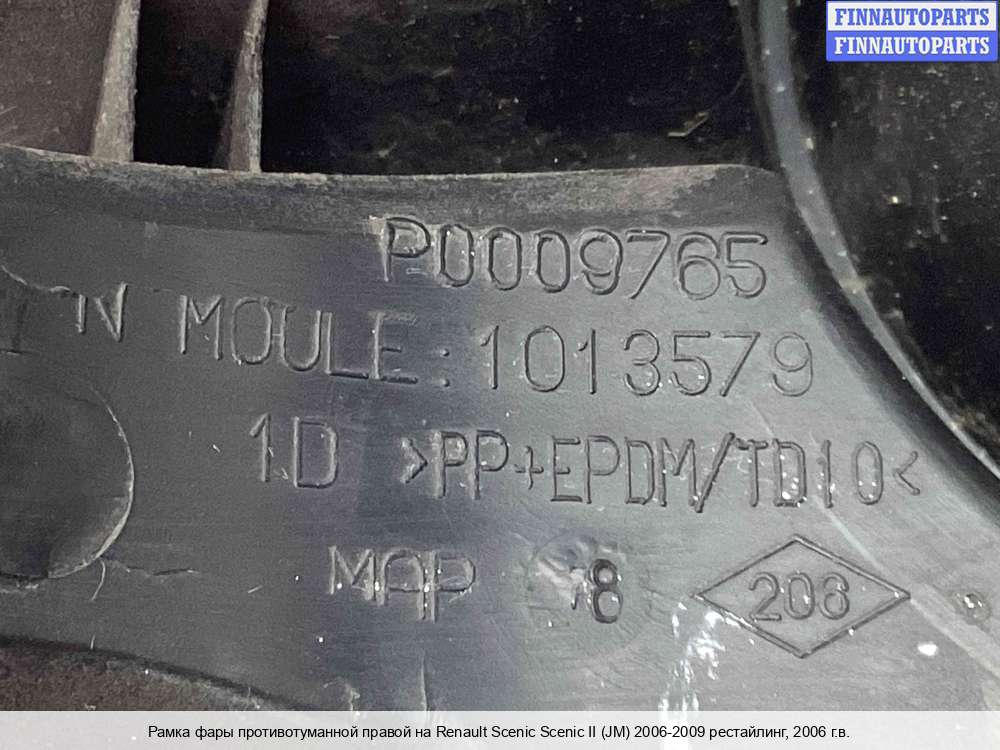 FINNAUTOPARTS
FINNAUTOPARTS
P0009765
N MOULE: 1013579
1D >PP+EPDM/TD10<
MAP 8 206
Рамка фары противотуманной правой на Renault Scenic Scenic II (JM) 2006-2009 рестайлинг, 2006 г.в.